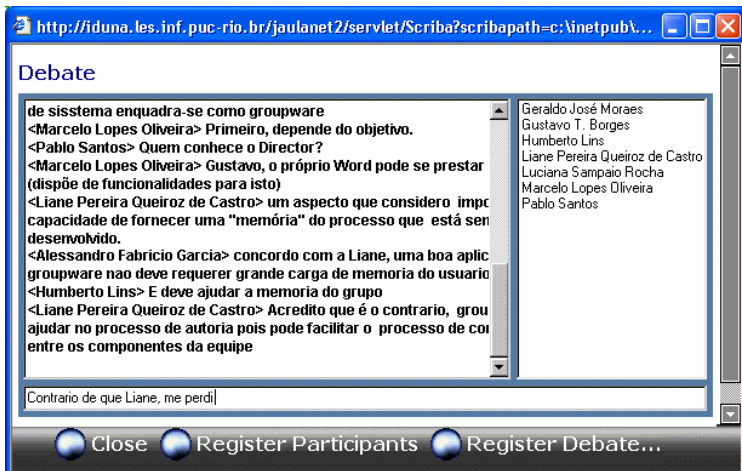 http://iduna.les.inf.puc-rio.br/jaulanet2/servlet/Scriba?scribapath=c:\inetpub\...
Debate
de sisstema enquadra-se como groupware
<Marcelo Lopes Oliveira> Primeiro, depende do objetivo.
<Pablo Santos> Quem conhece o Director?
<Marcelo Lopes Oliveira> Gustavo, o próprio Word pode se prestar
(dispõe de funcionalidades para isto)
<Liane Pereira Queiroz de Castro> um aspecto que considero impc
capacidade de fornecer uma "memória" do processo que está sen
desenvolvido.
<Alessandro Fabricio Garcia> concordo com a Liane, uma boa aplic
groupware nao deve requerer grande carga de memoria do usuario
<Humberto Lins> E deve ajudar a memoria do grupo
<Liane Pereira Queiroz de Castro> Acredito que é o contrario, grou
ajudar no processo de autoria pois pode facilitar o processo de cor
entre os componentes da equipe
Geraldo José Moraes
Gustavo T. Borges
Humberto Lins
Liane Pereira Queiroz de Castro
Luciana Sampaio Rocha
Marcelo Lopes Oliveira
Pablo Santos
Contrario de que Liane, me perdi
Close Register Participants Register Debate...